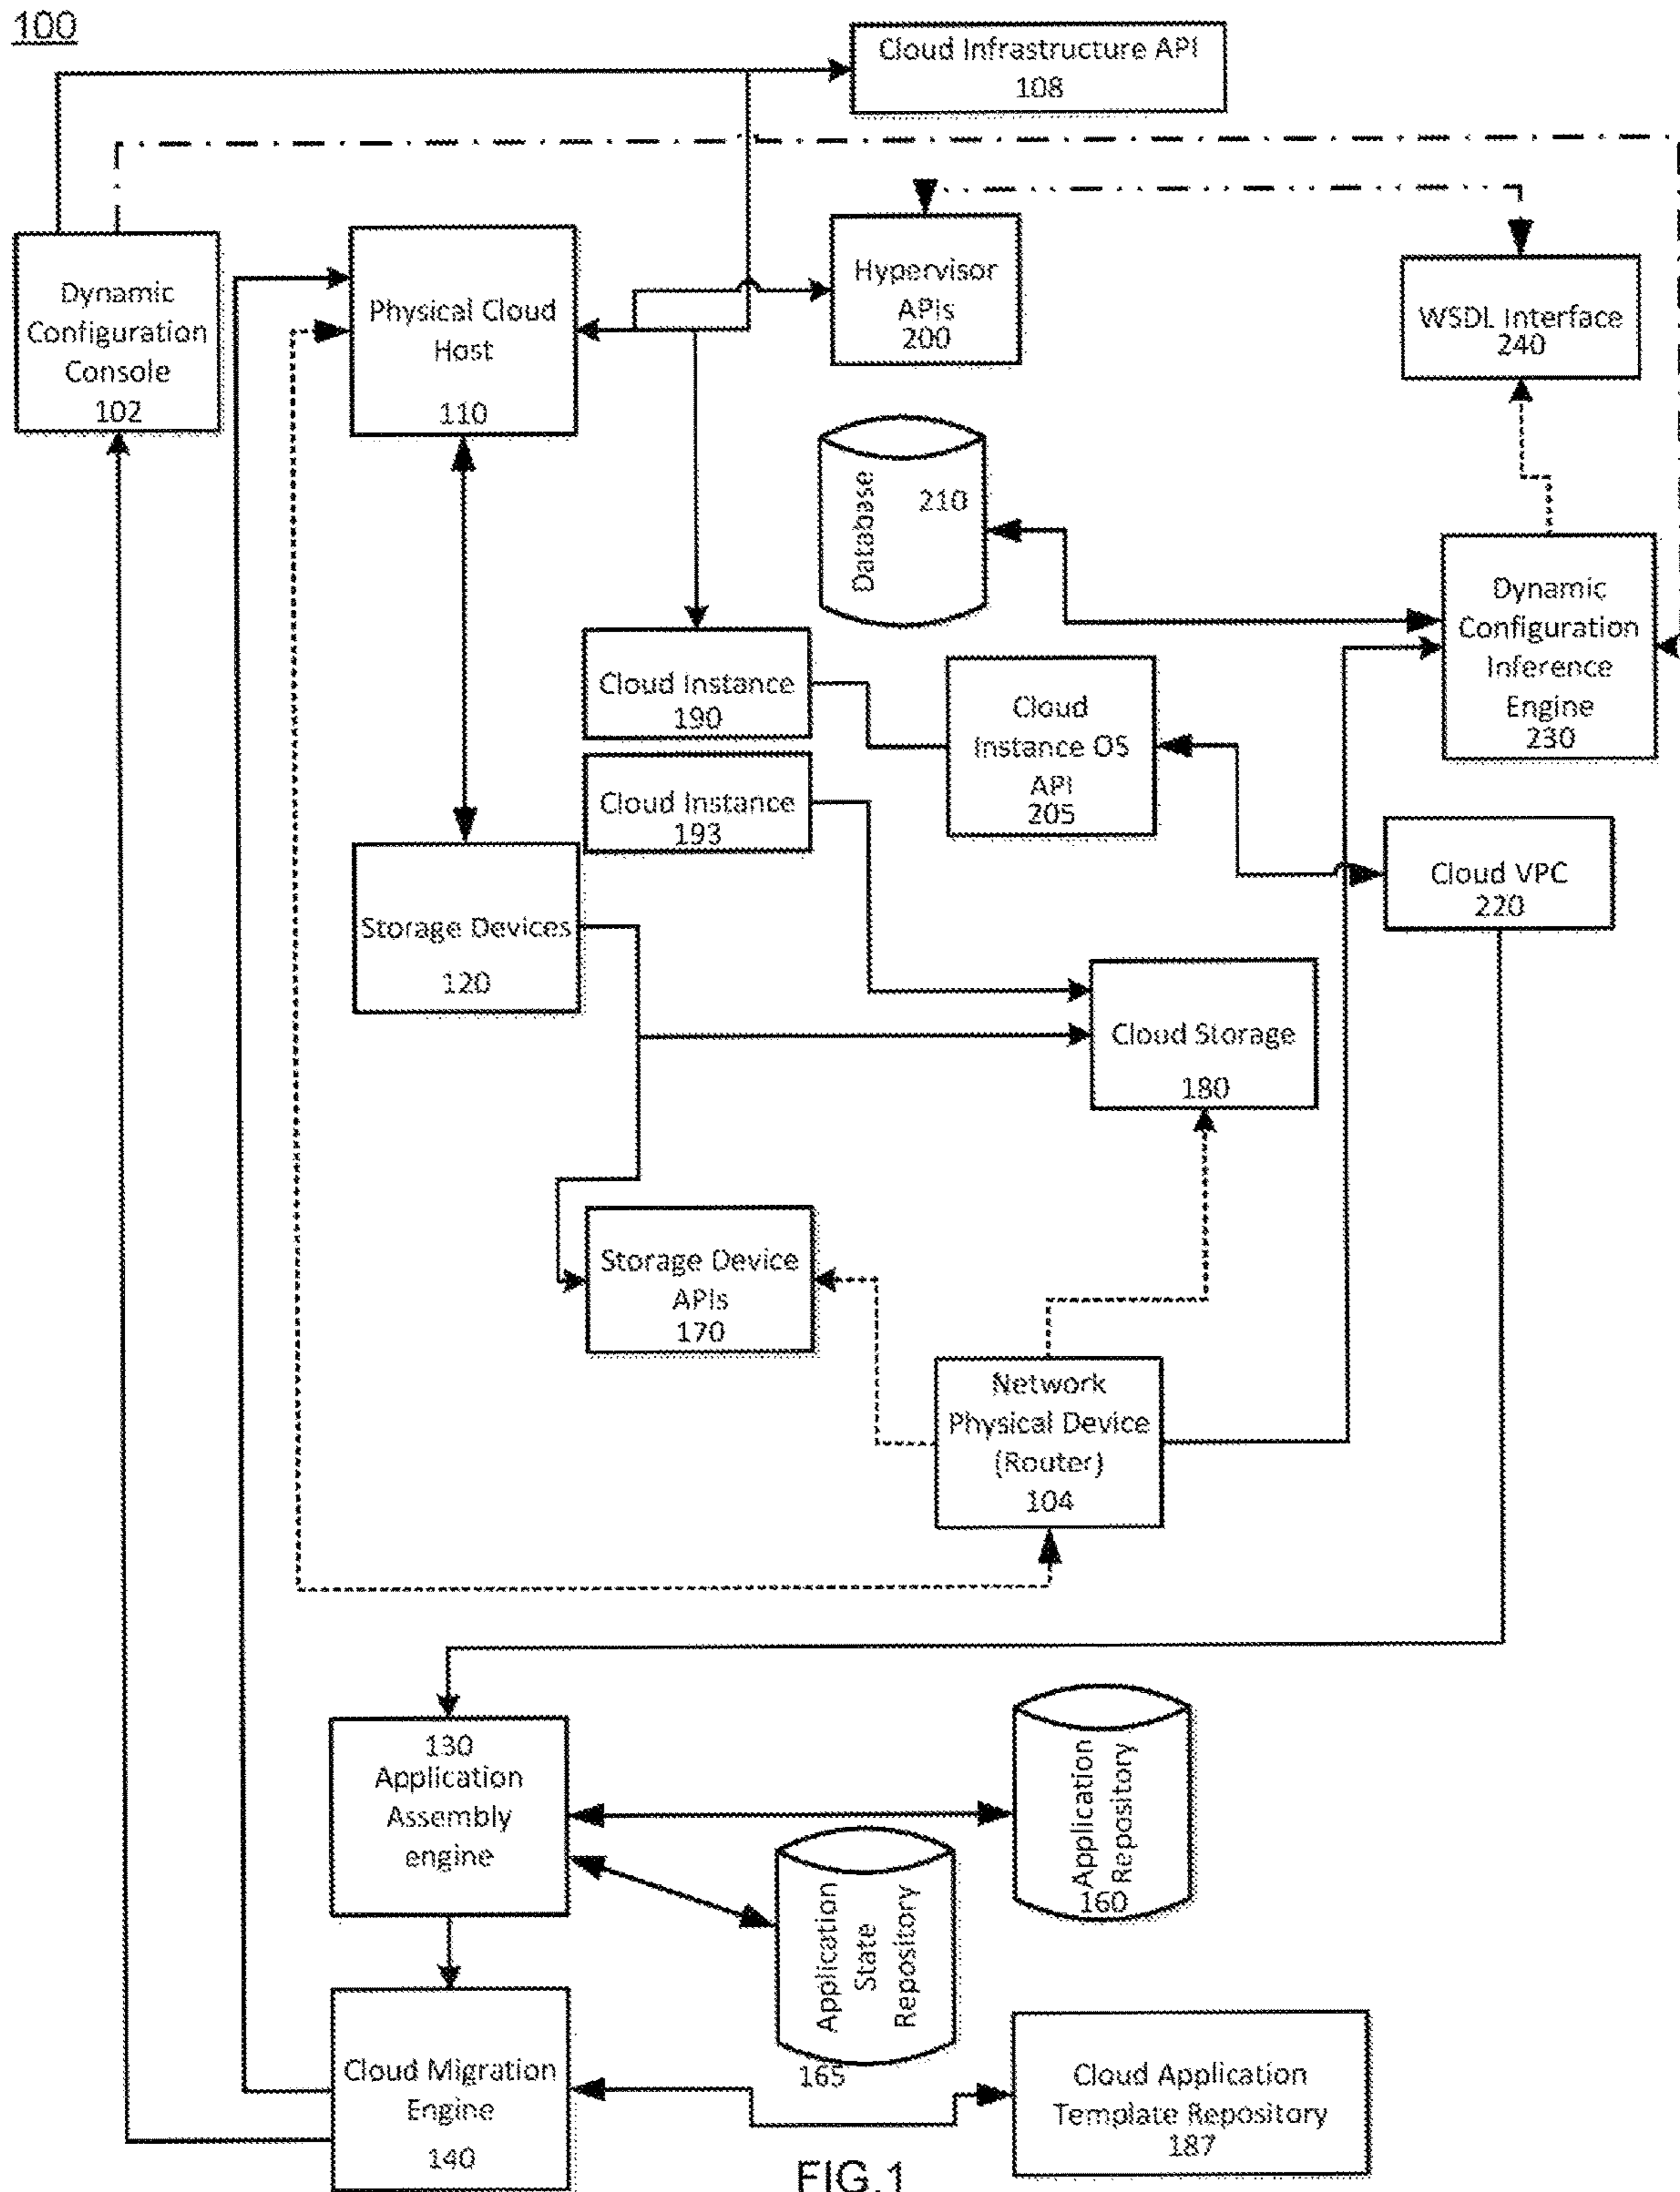 100
Cloud Infrastructure API
108
Dynamic
Configuration
Console
102
Physical Cloud
Host
110
Hypervisor
APIs
200
WSDL Interface
240
Database
210
Dynamic
Configuration
Inference
Engine
230
Cloud Instance
190
Cloud
Instance OS
API
205
Cloud Instance
193
Cloud VPC
220
Storage Devices
120
Cloud Storage
180
Storage Device
APIs
170
Network
Physical Device
(Router)
104
130
Application
Assembly
engine
Application
Repository
160
Application
State
Repository
165
Cloud Migration
Engine
140
Cloud Application
Template Repository
187
FIG.1